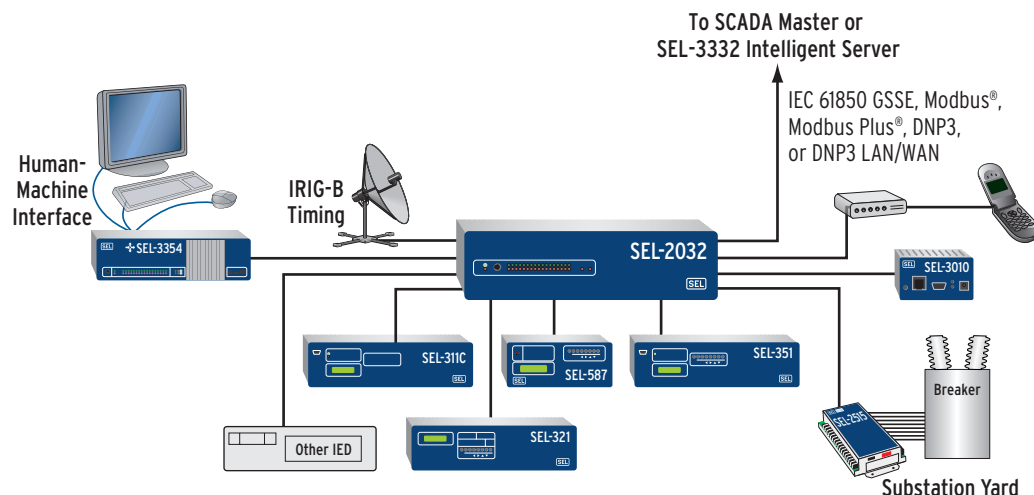 To SCADA Master or
SEL-3332 Intelligent Server
IEC 61850 GSSE, Modbus®,
Modbus Plus®, DNP3,
or DNP3 LAN/WAN
Human-
Machine
Interface
IRIG-B
Timing
SEL
SEL-3354
SEL-2032
SEL
SEL
SEL-3010
SEL-311C
SEL
SEL-587
SEL
SEL-351
SEL
Breaker
SEL-2515
Other IED
SEL-321
SEL
Substation Yard